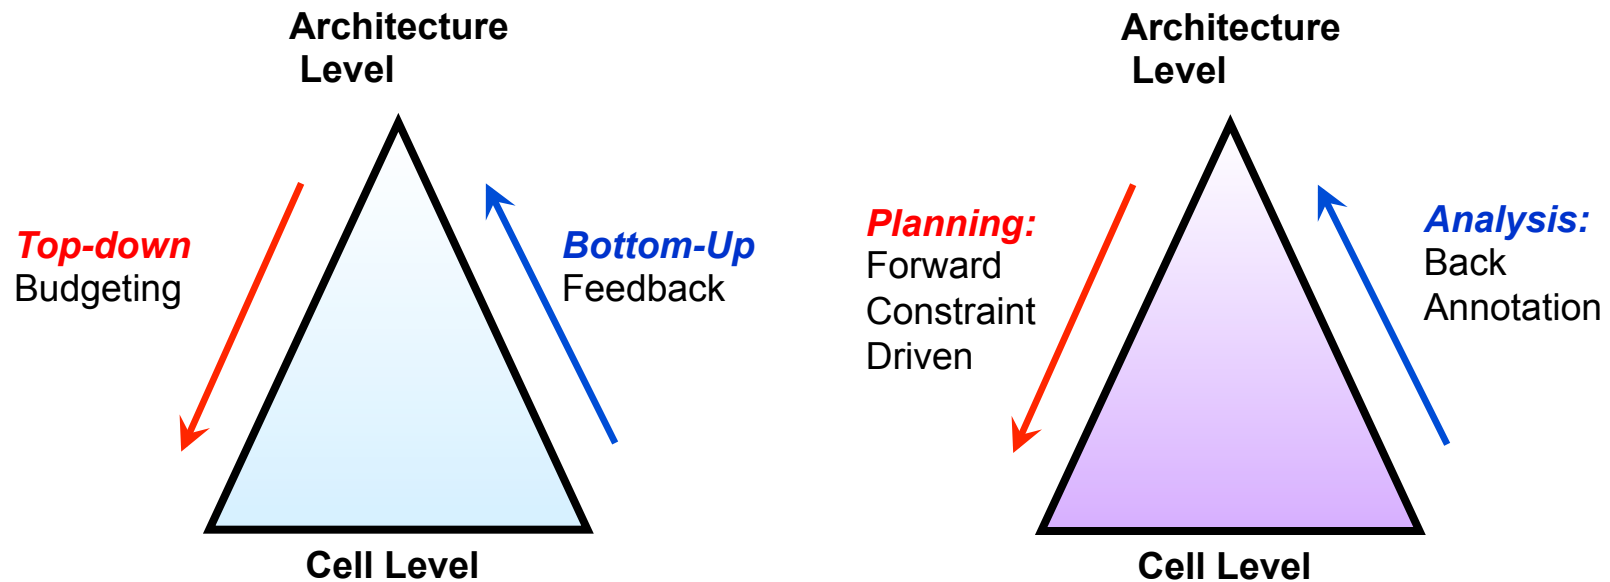 Architecture
Level
Top-down
Budgeting
Bottom-Up
Feedback
Cell Level
Architecture
Level
Planning:
Forward
Constraint
Driven
Analysis:
Back
Annotation
Cell Level